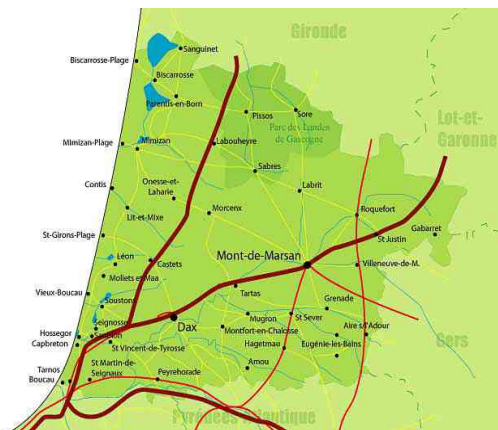 Gironde
Sanguinet
Biscarrosse-Plage
Biscarrosse
Parentis-en-Born
Pissos
Sore
Lot-et-
Garonne
Parc des Landes
de Gascogne
Mimizan-Plage
Mimizan
Labouheyre
Sabres
Onesse-et-
Laharie
Labrit
Contis
Lit-et-Mixe
Morcenx
Roquefort
St-Girons-Plage
St Justin
Gabarret
Léon
Castets
Mont-de-Marsan
Villeneuve-de-M.
Moliets et Maa
Vieux-Boucau
Soustons
Tartas
Grenade
Seignosse
Dax
Mugron
St Sever
Hossegor
Capbreton
Montfort-en-Chalosse
Aire s/l'Adour
St Vincent-de-Tyrosse
Hagetmau
Eugénie-les-Bains
Gers
St Martin-de-
Seignaux
Amou
Tarnos
Boucau
Peyrehorade
Pyrénées Atlantique